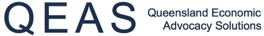 QEAS
Queensland Economic
Advocacy Solutions